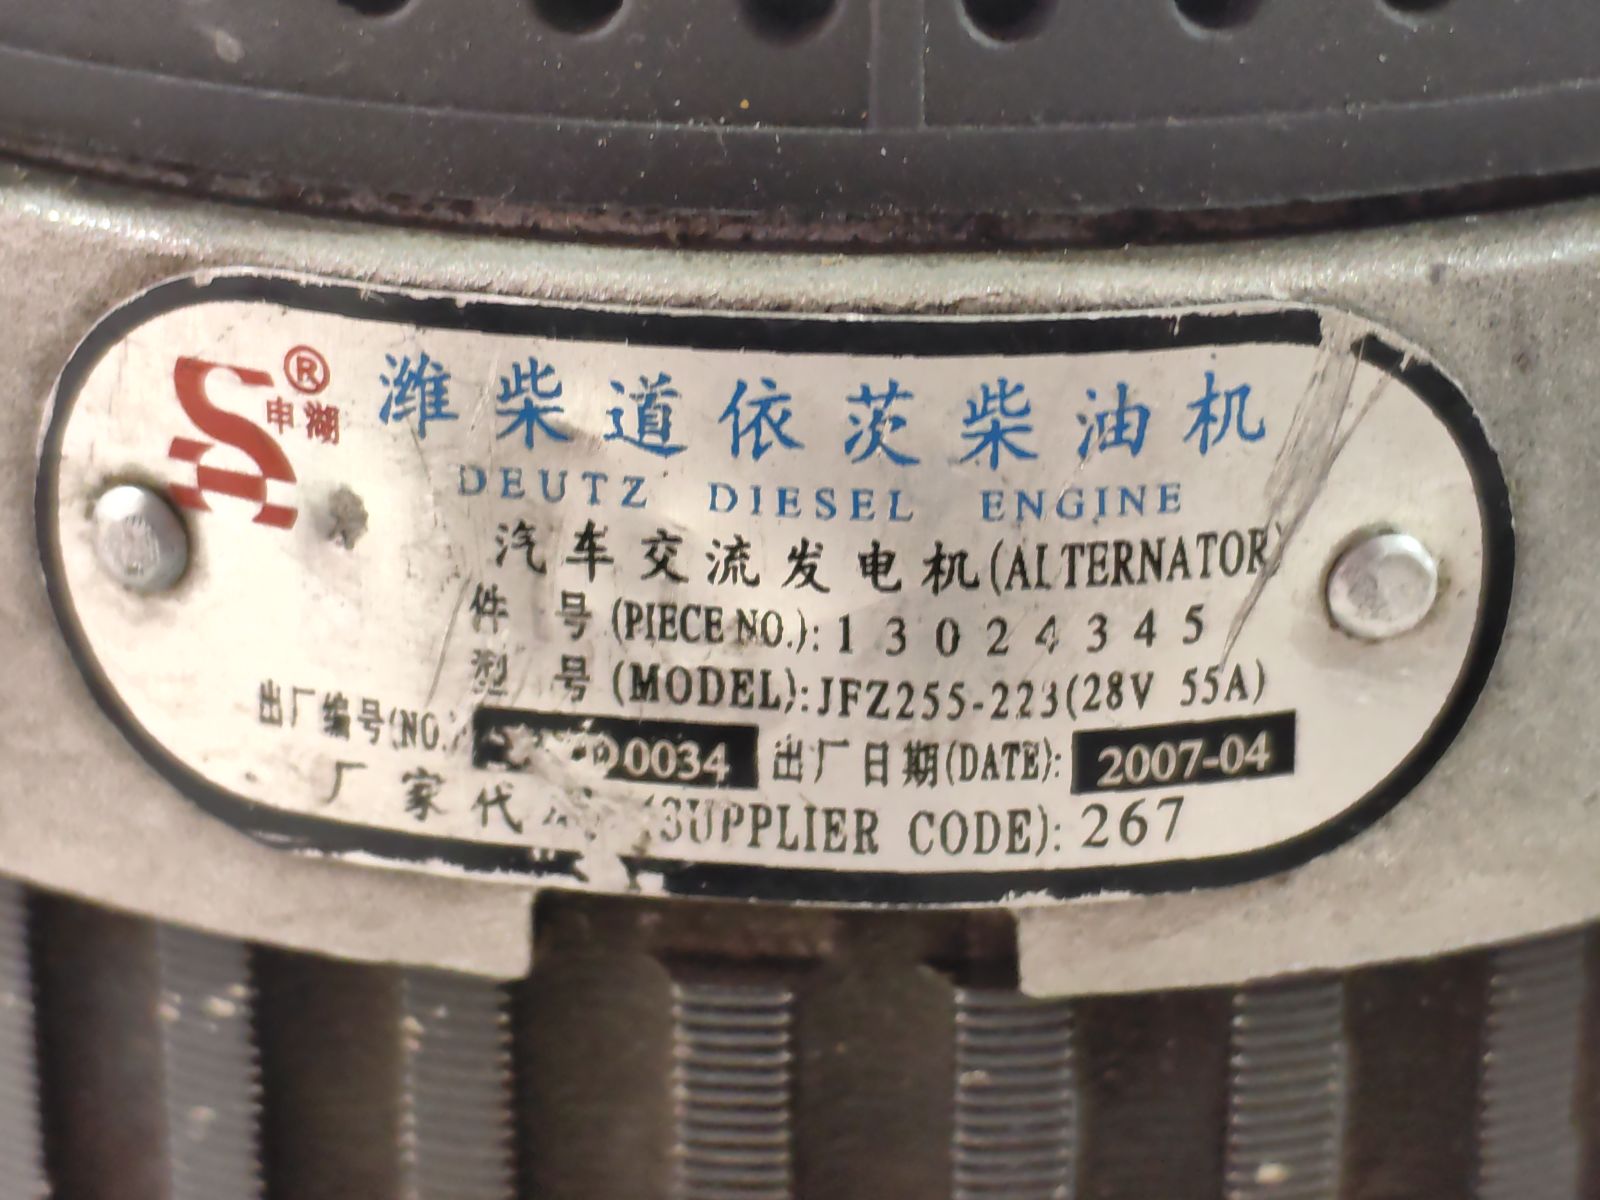 ® 申湖
潍柴道依茨柴油机
DEUTZ DIESEL ENGINE
汽车交流发电机(ALTERNATOR)
件号(PIECE NO.):13024345
型号(MODEL):JFZ255-223(28V 55A)
出厂编号(NO.) 0034 出厂日期(DATE): 2007-04
厂家代 (SUPPLIER CODE):267